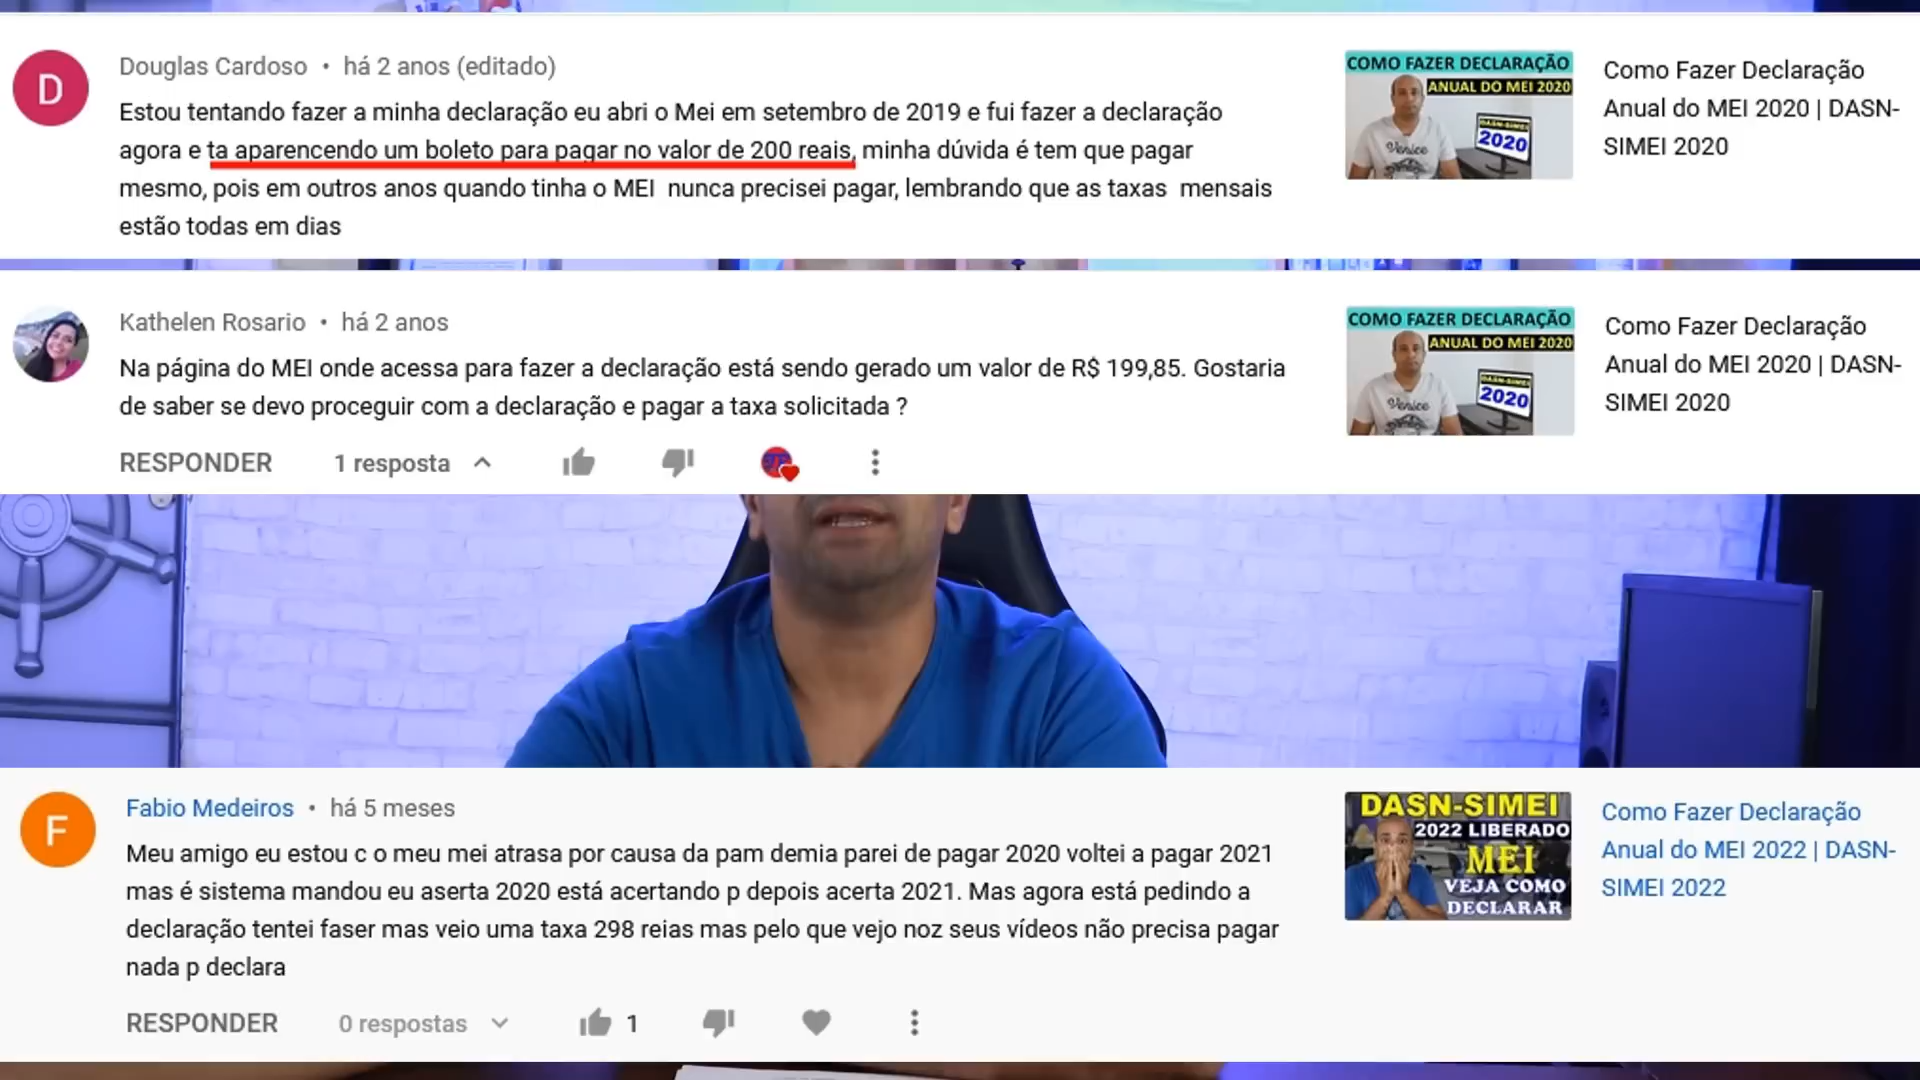 D
Douglas Cardoso • há 2 anos (editado)
Estou tentando fazer a minha declaração eu abri o Mei em setembro de 2019 e fui fazer a declaração
agora e ta aparencendo um boleto para pagar no valor de 200 reais, minha dúvida é tem que pagar
mesmo, pois em outros anos quando tinha o MEI nunca precisei pagar, lembrando que as taxas mensais
estão todas em dias
COMO FAZER DECLARAÇÃO
ANUAL DO MEI 2020
DASN-SIMEI
2020
Venice
Como Fazer Declaração
Anual do MEI 2020 | DASN-
SIMEI 2020
Kathelen Rosario • há 2 anos
Na página do MEI onde acessa para fazer a declaração está sendo gerado um valor de R$ 199,85. Gostaria
de saber se devo proceguir com a declaração e pagar a taxa solicitada ?
RESPONDER 1 resposta
COMO FAZER DECLARAÇÃO
ANUAL DO MEI 2020
DASN-SIMEI
2020
Venice
Como Fazer Declaração
Anual do MEI 2020 | DASN-
SIMEI 2020
F
Fabio Medeiros • há 5 meses
Meu amigo eu estou c o meu mei atrasa por causa da pam demia parei de pagar 2020 voltei a pagar 2021
mas é sistema mandou eu aserta 2020 está acertando p depois acerta 2021. Mas agora está pedindo a
declaração tentei faser mas veio uma taxa 298 reias mas pelo que vejo noz seus vídeos não precisa pagar
nada p declara
RESPONDER 0 respostas 1
DASN-SIMEI
2022 LIBERADO
MEI
VEJA COMO
DECLARAR
Como Fazer Declaração
Anual do MEI 2022 | DASN-
SIMEI 2022